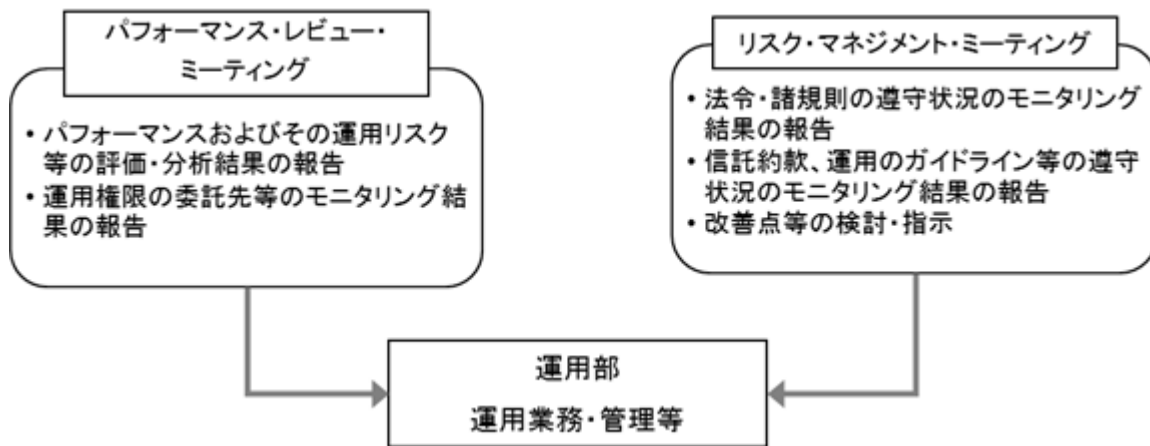 パフォーマンス・レビュー・
ミーティング
• パフォーマンスおよびその運用リスク
等の評価・分析結果の報告
• 運用権限の委託先等のモニタリング結
果の報告
リスク・マネジメント・ミーティング
• 法令・諸規則の遵守状況のモニタリング
結果の報告
• 信託約款、運用のガイドライン等の遵守
状況のモニタリング結果の報告
• 改善点等の検討・指示
運用部
運用業務・管理等